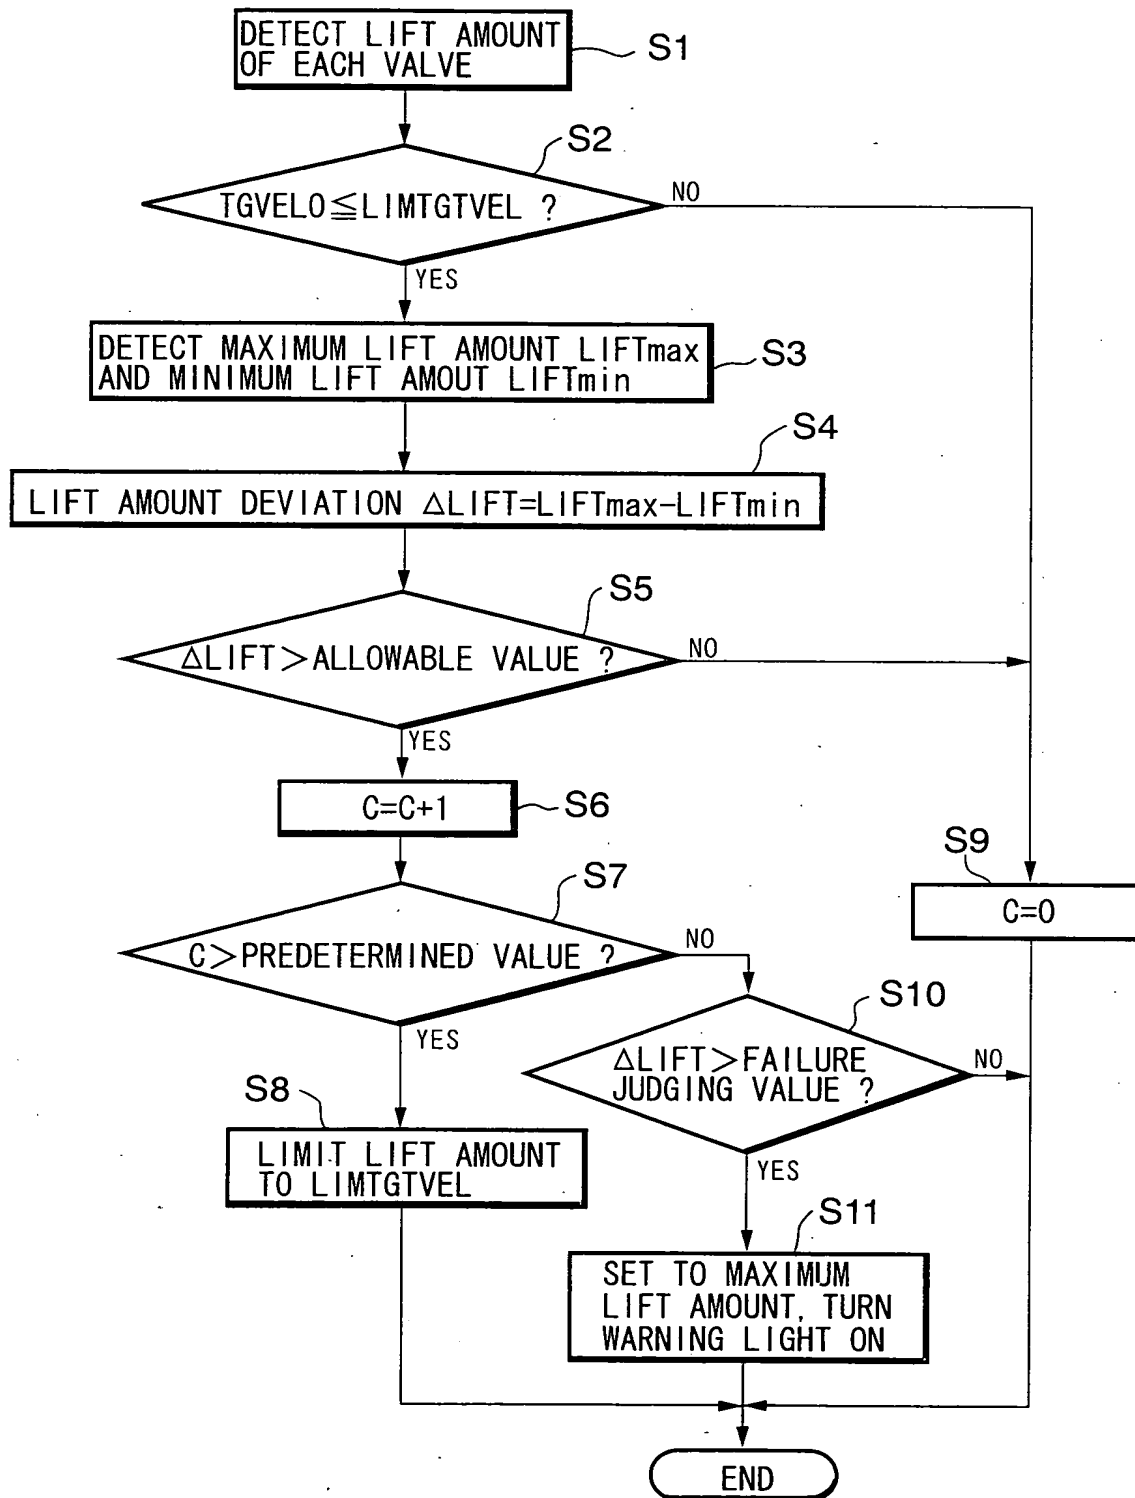 DETECT LIFT AMOUNT
OF EACH VALVE
S1
S2
TGVELO≦LIMTGTVEL ?
NO
YES
DETECT MAXIMUM LIFT AMOUNT LIFTmax
AND MINIMUM LIFT AMOUT LIFTmin
S3
S4
LIFT AMOUNT DEVIATION △LIFT=LIFTmax-LIFTmin
S5
△LIFT>ALLOWABLE VALUE ?
NO
YES
C=C+1
S6
S7
C>PREDETERMINED VALUE ?
NO
YES
S9
C=0
S10
△LIFT>FAILURE
JUDGING VALUE ?
NO
YES
S8
LIMIT LIFT AMOUNT
TO LIMTGTVEL
S11
SET TO MAXIMUM
LIFT AMOUNT, TURN
WARNING LIGHT ON
END